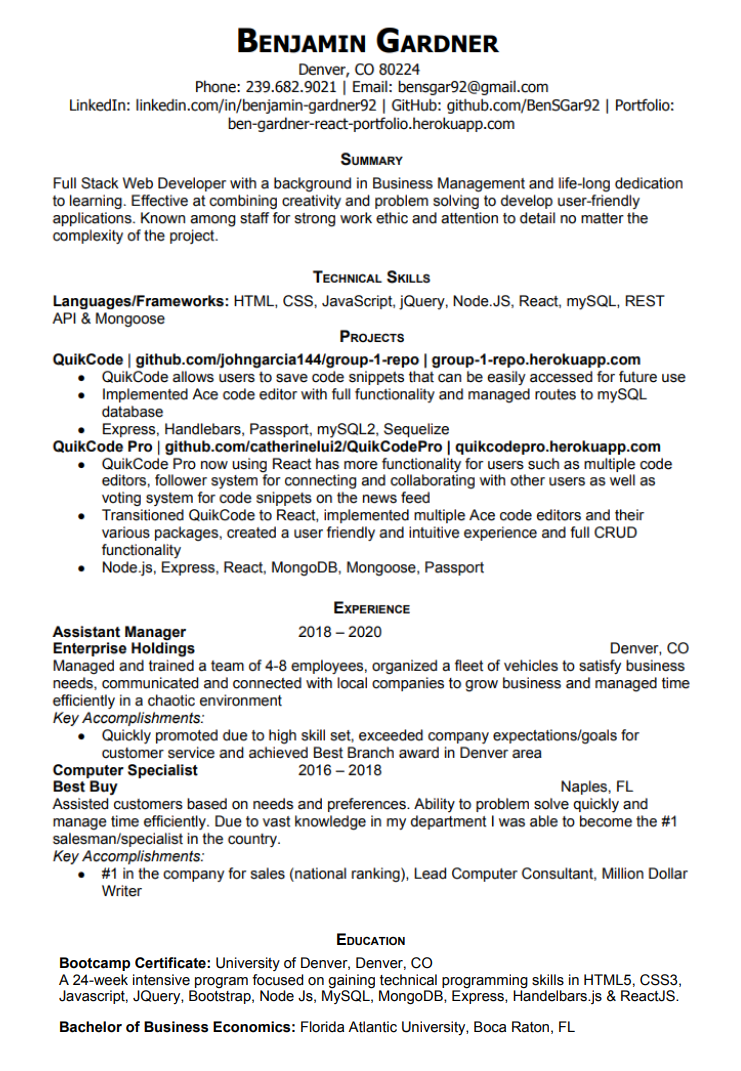 BENJAMIN GARDNER
Denver, CO 80224
Phone: 239.682.9021 | Email: bensgar92@gmail.com
LinkedIn: linkedin.com/in/benjamin-gardner92 | GitHub: github.com/BenSGar92 | Portfolio:
ben-gardner-react-portfolio.herokuapp.com
SUMMARY
Full Stack Web Developer with a background in Business Management and life-long dedication
to learning. Effective at combining creativity and problem solving to develop user-friendly
applications. Known among staff for strong work ethic and attention to detail no matter the
complexity of the project.
TECHNICAL SKILLS
Languages/Frameworks: HTML, CSS, JavaScript, jQuery, Node.JS, React, mySQL, REST
API & Mongoose
PROJECTS
QuikCode | github.com/johngarcia144/group-1-repo | group-1-repo.herokuapp.com
● QuikCode allows users to save code snippets that can be easily accessed for future use
● Implemented Ace code editor with full functionality and managed routes to mySQL
database
● Express, Handlebars, Passport, mySQL2, Sequelize
QuikCode Pro | github.com/catherinelui2/QuikCodePro | quikcodepro.herokuapp.com
● QuikCode Pro now using React has more functionality for users such as multiple code
editors, follower system for connecting and collaborating with other users as well as
voting system for code snippets on the news feed
● Transitioned QuikCode to React, implemented multiple Ace code editors and their
various packages, created a user friendly and intuitive experience and full CRUD
functionality
● Node.js, Express, React, MongoDB, Mongoose, Passport
EXPERIENCE
Assistant Manager 2018 – 2020
Enterprise Holdings Denver, CO
Managed and trained a team of 4-8 employees, organized a fleet of vehicles to satisfy business
needs, communicated and connected with local companies to grow business and managed time
efficiently in a chaotic environment
Key Accomplishments:
● Quickly promoted due to high skill set, exceeded company expectations/goals for
customer service and achieved Best Branch award in Denver area
Computer Specialist 2016 – 2018
Best Buy Naples, FL
Assisted customers based on needs and preferences. Ability to problem solve quickly and
manage time efficiently. Due to vast knowledge in my department I was able to become the #1
salesman/specialist in the country.
Key Accomplishments:
● #1 in the company for sales (national ranking), Lead Computer Consultant, Million Dollar
Writer
EDUCATION
Bootcamp Certificate: University of Denver, Denver, CO
A 24-week intensive program focused on gaining technical programming skills in HTML5, CSS3,
Javascript, JQuery, Bootstrap, Node Js, MySQL, MongoDB, Express, Handelbars.js & ReactJS.
Bachelor of Business Economics: Florida Atlantic University, Boca Raton, FL